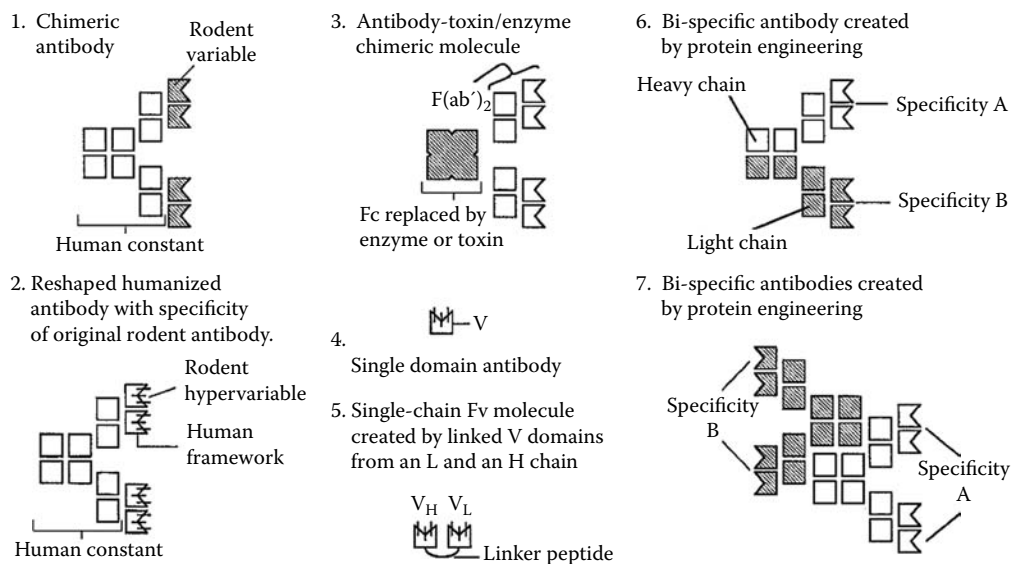 1. Chimeric
antibody
Rodent
variable
Human constant
2. Reshaped humanized
antibody with specificity
of original rodent antibody.
Rodent
hypervariable
Human
framework
Human constant
3. Antibody-toxin/enzyme
chimeric molecule
F(ab´)2
Fc replaced by
enzyme or toxin
V
4.
Single domain antibody
5. Single-chain Fv molecule
created by linked V domains
from an L and an H chain
VH VL
Linker peptide
6. Bi-specific antibody created
by protein engineering
Heavy chain
Specificity A
Specificity B
Light chain
7. Bi-specific antibodies created
by protein engineering
Specificity
B
Specificity
A